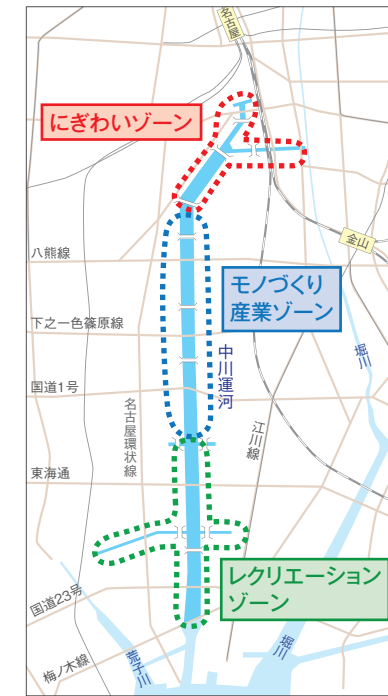 名古屋
にぎわいゾーン
金山
八熊線
モノづくり
産業ゾーン
下之一色篠原線
中川運河
堀川
国道1号
名古屋環状線
江川線
東海通
レクリエーション
ゾーン
国道23号
荒子川
堀川
梅ノ木線